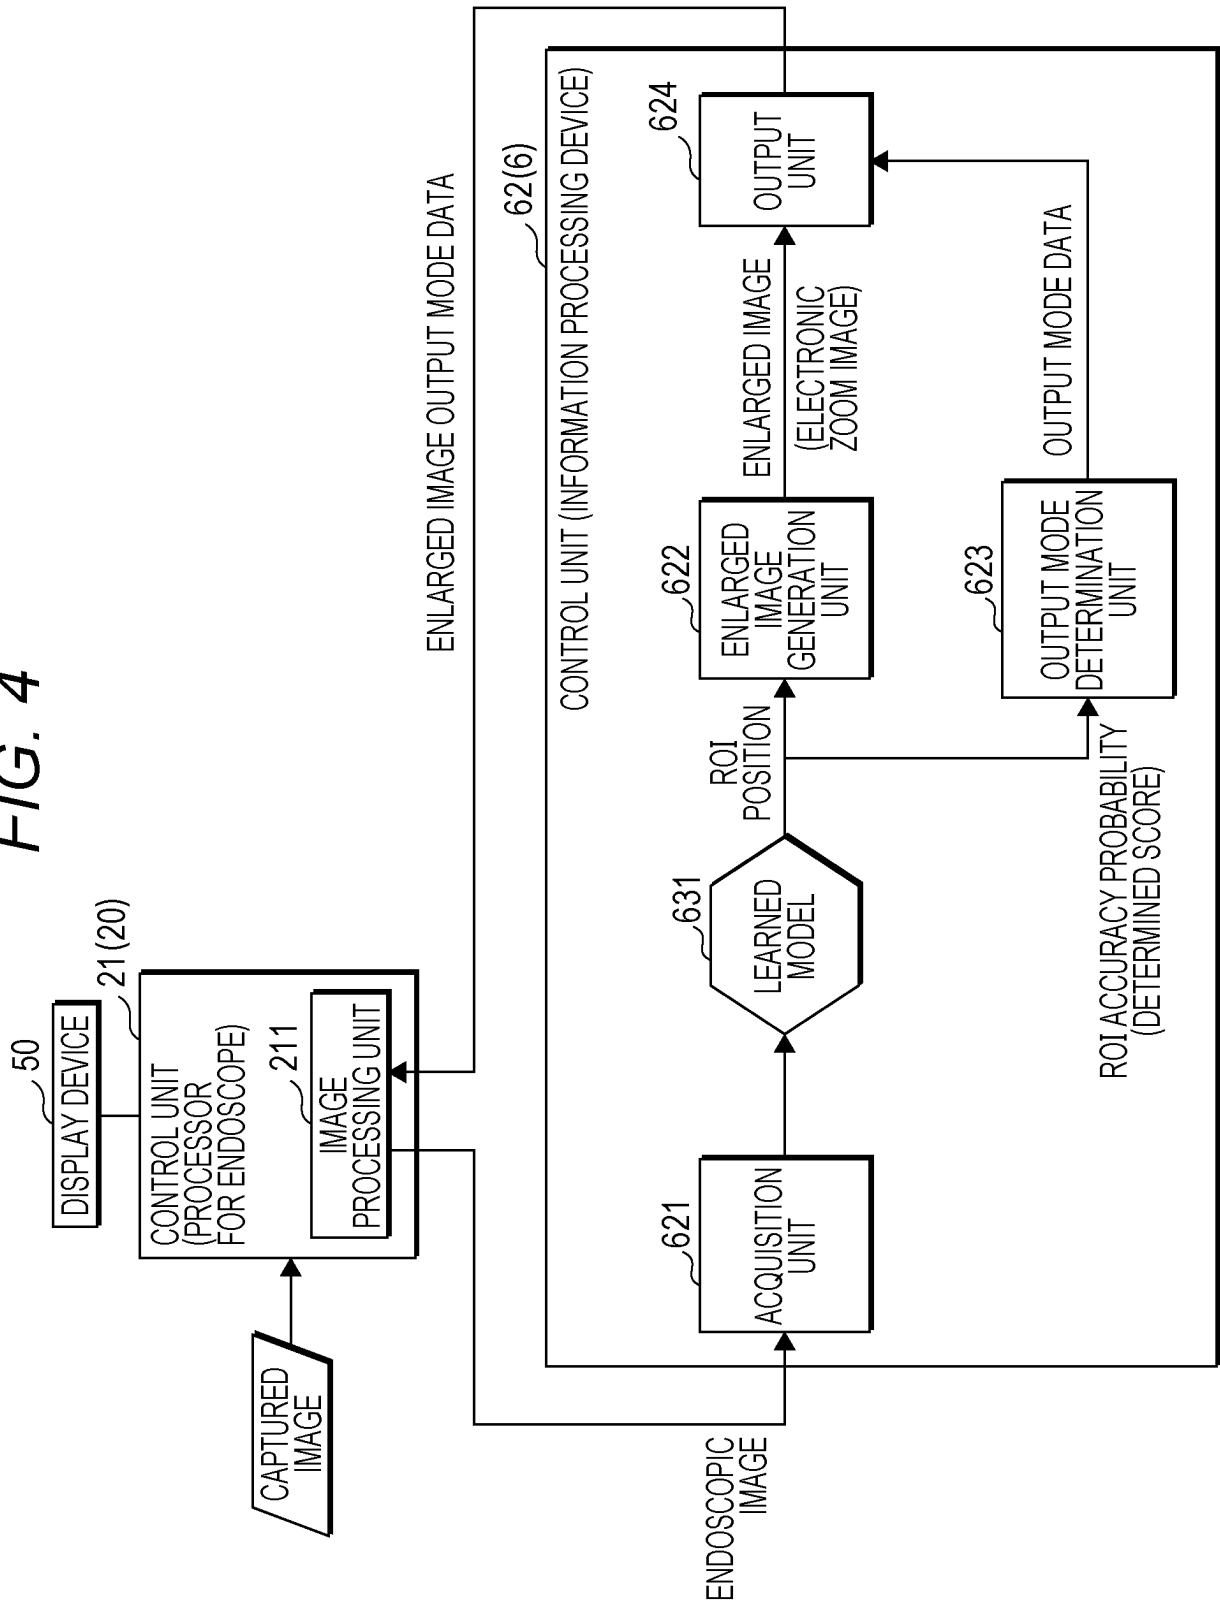 FIG. 4
50
DISPLAY DEVICE
21(20)
CONTROL UNIT
(PROCESSOR
FOR ENDOSCOPE)
211
IMAGE
PROCESSING UNIT
CAPTURED
IMAGE
ENLARGED IMAGE OUTPUT MODE DATA
62(6)
CONTROL UNIT (INFORMATION PROCESSING DEVICE)
ENDOSCOPIC
IMAGE
621
ACQUISITION
UNIT
631
LEARNED
MODEL
ROI
POSITION
622
ENLARGED
IMAGE
GENERATION
UNIT
ENLARGED IMAGE
(ELECTRONIC
ZOOM IMAGE)
624
OUTPUT
UNIT
ROI ACCURACY PROBABILITY
(DETERMINED SCORE)
623
OUTPUT MODE
DETERMINATION
UNIT
OUTPUT MODE DATA